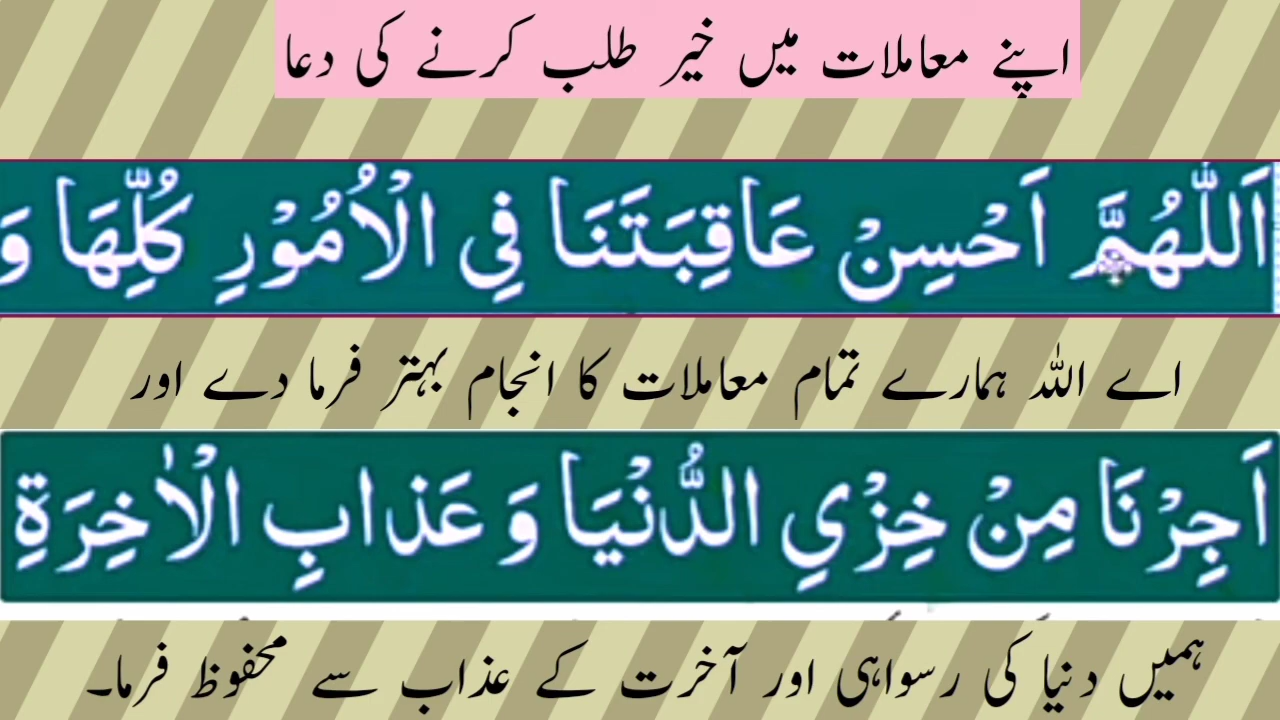 اپنے معاملات میں خیر طلب کرنے کی دعا
اَللّٰهُمَّ اَحْسِنْ عَاقِبَتَنَا فِي الْاُمُوْرِ كُلِّهَا وَ
اے اللہ ہمارے تمام معاملات کا انجام بہتر فرما دے اور
اَجِرْنَا مِنْ خِزْيِ الدُّنْيَا وَ عَذَابِ الْاٰخِرَةِ
ہمیں دنیا کی رسواہی اور آخرت کے عذاب سے محفوظ فرما۔